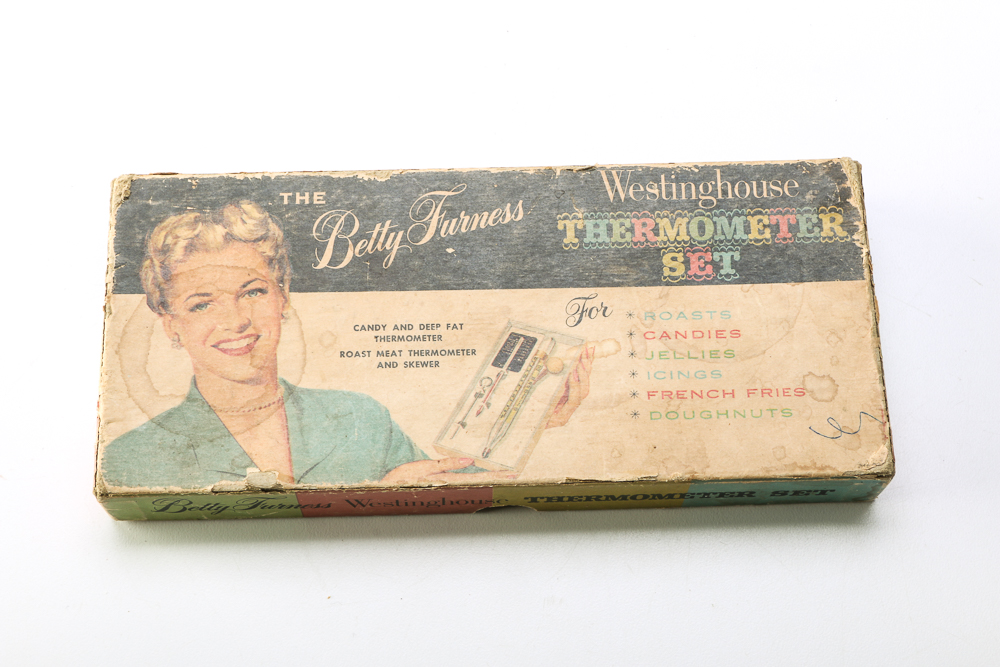 THE
Betty Furness
Westinghouse
THERMOMETER
SET
CANDY AND DEEP FAT
THERMOMETER
ROAST MEAT THERMOMETER
AND SKEWER
For
* ROASTS
* CANDIES
* JELLIES
* ICINGS
* FRENCH FRIES
* DOUGHNUTS
Betty Furness Westinghouse THERMOMETER SET